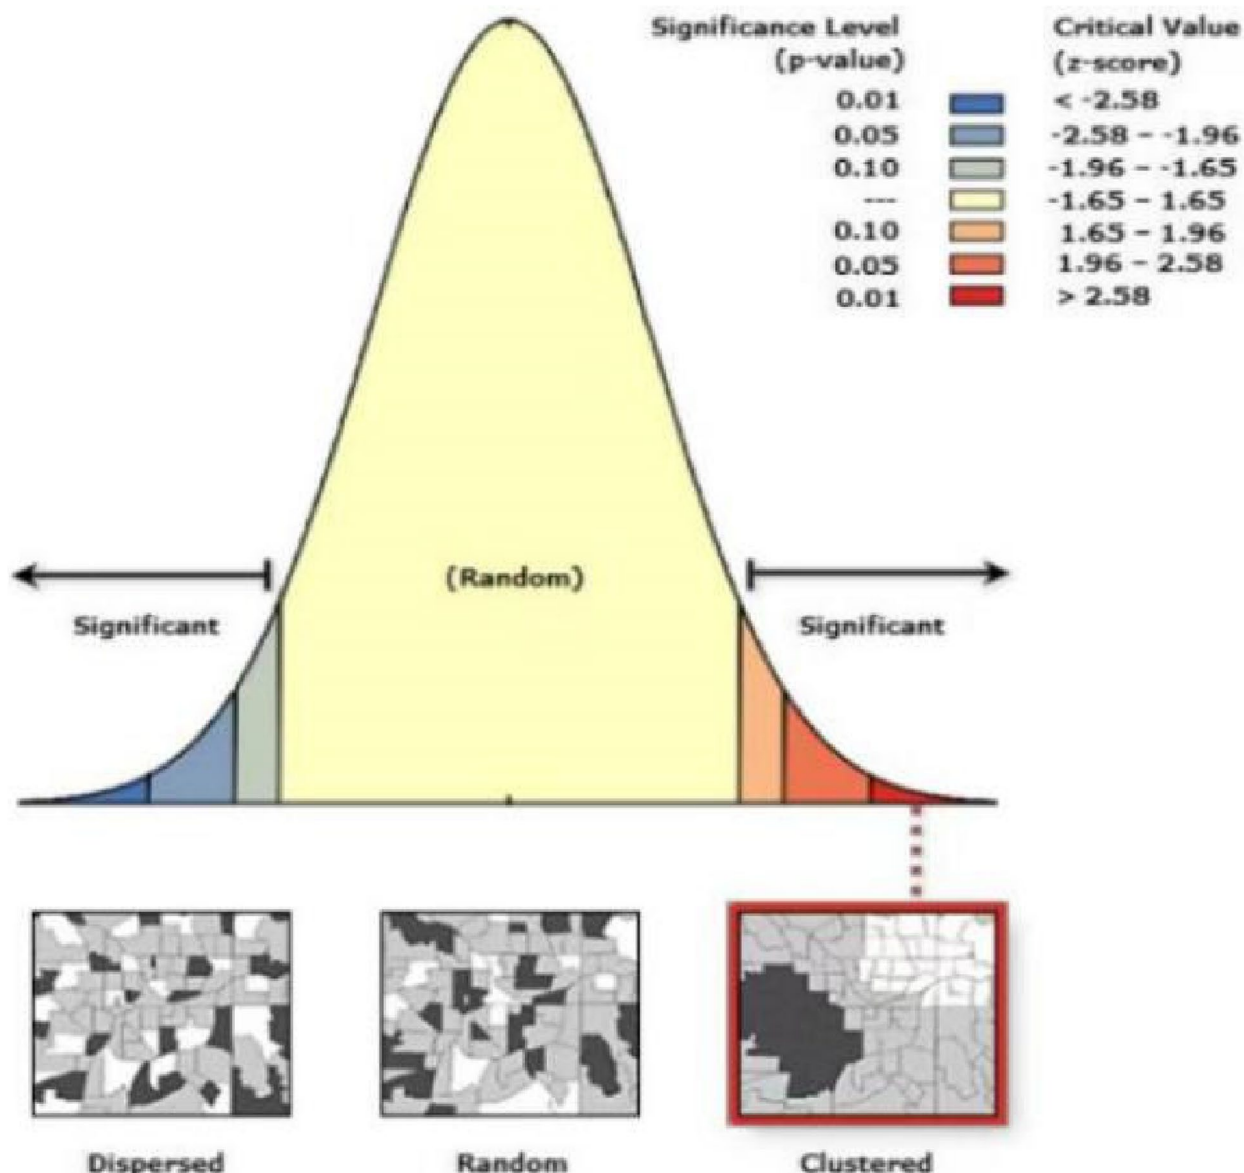 Significance Level Critical Value
(p-value) (z-score)
0.01 < -2.58
0.05 -2.58 – -1.96
0.10 -1.96 – -1.65
--- -1.65 – 1.65
0.10 1.65 – 1.96
0.05 1.96 – 2.58
0.01 > 2.58
(Random)
Significant Significant
Dispersed Random Clustered